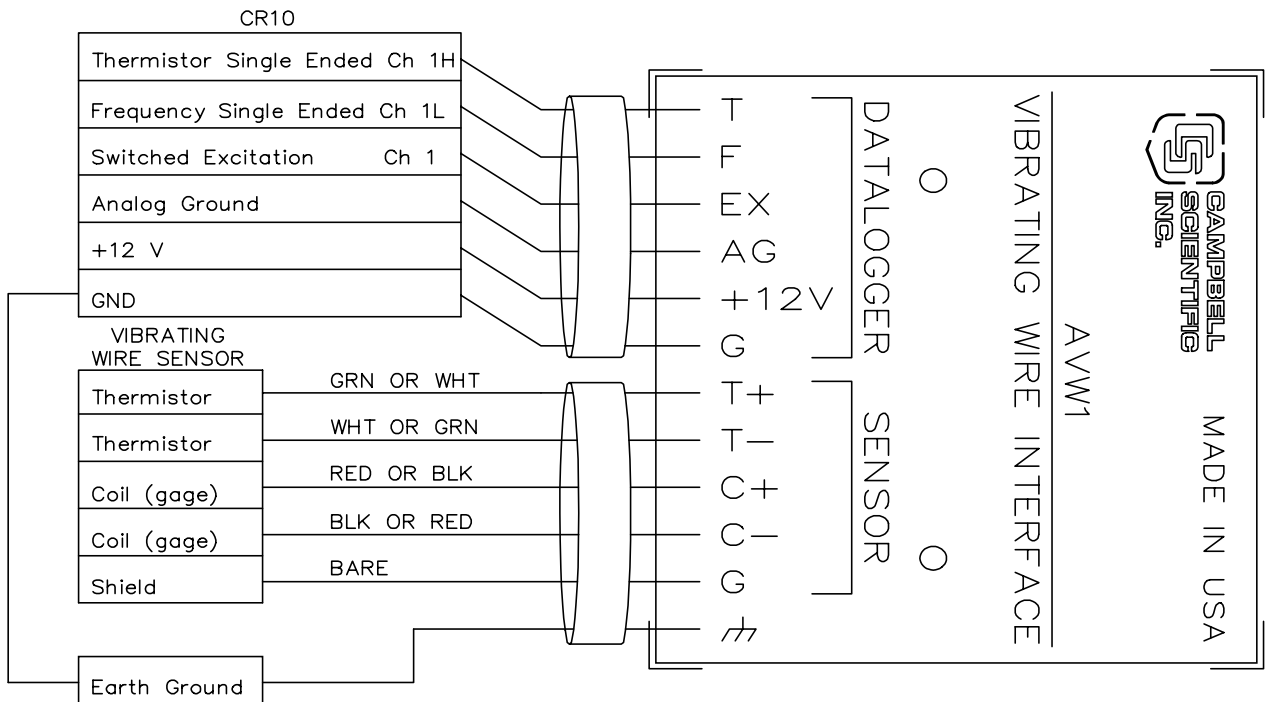 CR10
Thermistor Single Ended Ch 1H
Frequency Single Ended Ch 1L
Switched Excitation Ch 1
Analog Ground
+12 V
GND
VIBRATING
WIRE SENSOR
Thermistor
Thermistor
Coil (gage)
Coil (gage)
Shield
Earth Ground
GRN OR WHT
WHT OR GRN
RED OR BLK
BLK OR RED
BARE
T
F
EX
AG
+12V
G
T+
T−
C+
C−
G
DATALOGGER
SENSOR
VIBRATING WIRE INTERFACE
AVW1
CAMPBELL
SCIENTIFIC
INC.
MADE IN USA